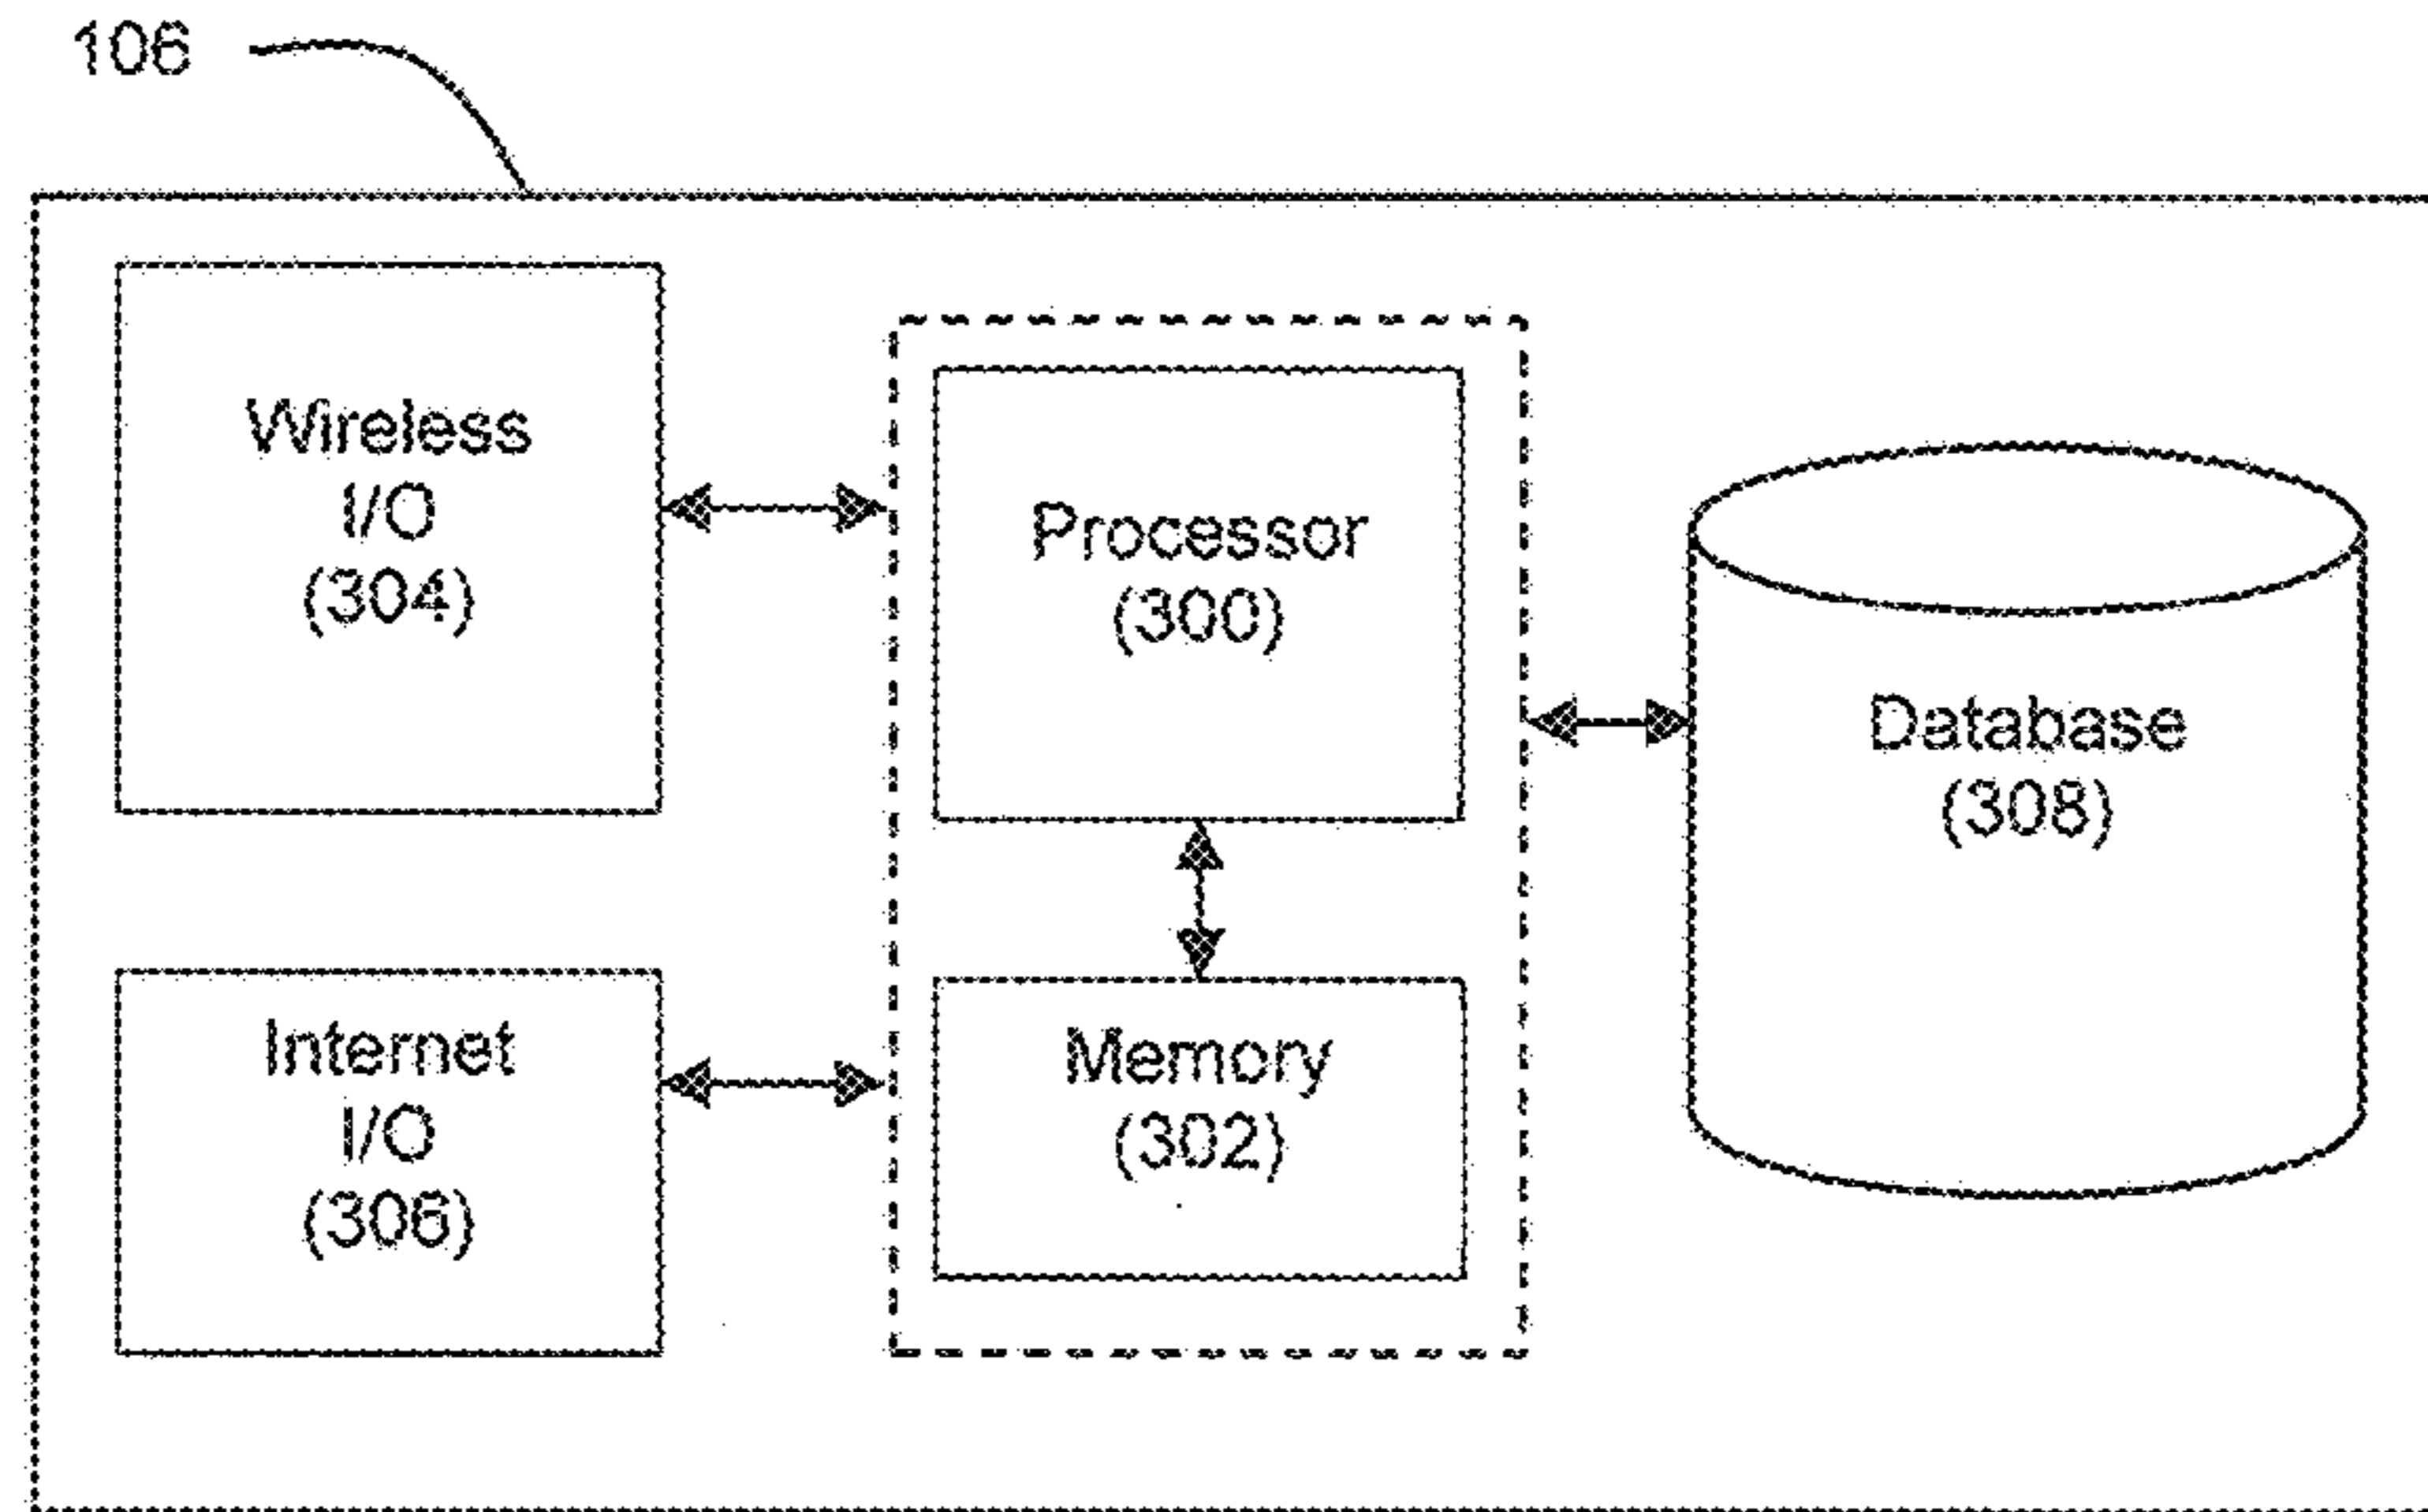 106
Wireless
I/O
(304)
Processor
(300)
Database
(308)
Internet
I/O
(306)
Memory
(302)